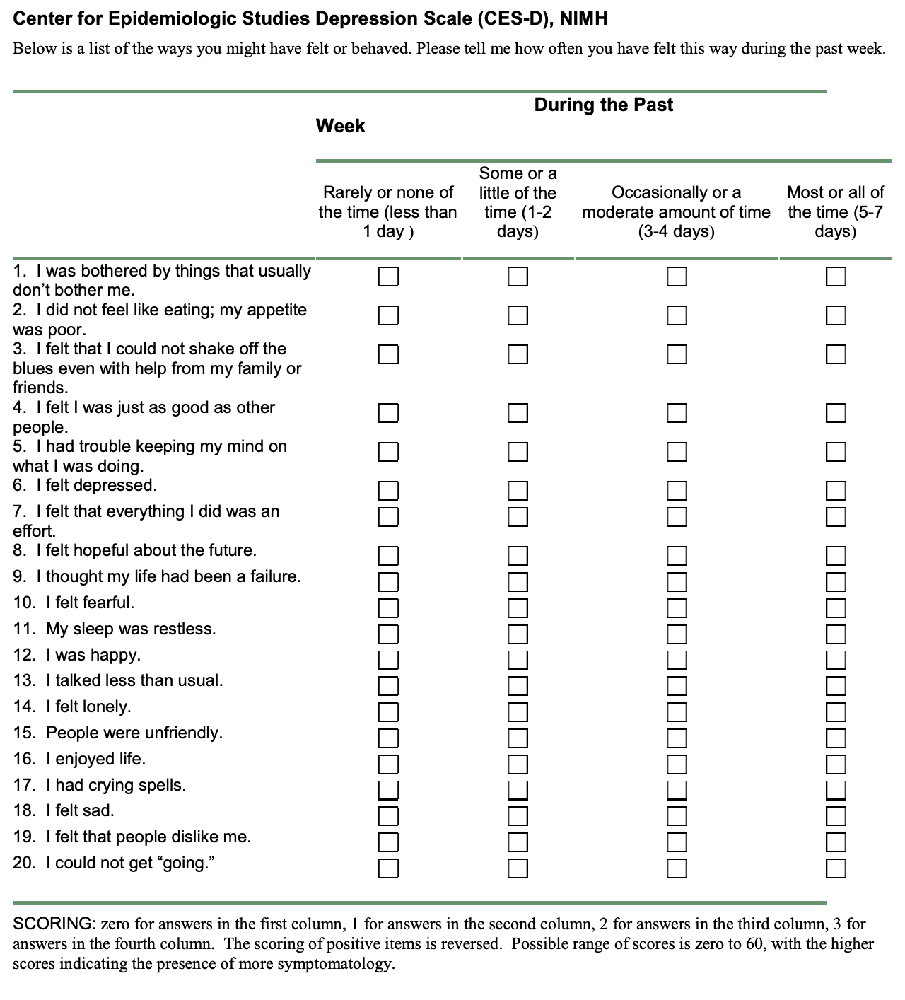 Center for Epidemiologic Studies Depression Scale (CES-D), NIMH
Below is a list of the ways you might have felt or behaved. Please tell me how often you have felt this way during the past week.
During the Past
Week
Rarely or none of
the time (less than
1 day )
Some or a
little of the
time (1-2
days)
Occasionally or a
moderate amount of time
(3-4 days)
Most or all of
the time (5-7
days)
1.  I was bothered by things that usually
don’t bother me.
2.  I did not feel like eating; my appetite
was poor.
3.  I felt that I could not shake off the
blues even with help from my family or
friends.
4.  I felt I was just as good as other
people.
5.  I had trouble keeping my mind on
what I was doing.
6.  I felt depressed.
7.  I felt that everything I did was an
effort.
8.  I felt hopeful about the future.
9.  I thought my life had been a failure.
10.  I felt fearful.
11.  My sleep was restless.
12.  I was happy.
13.  I talked less than usual.
14.  I felt lonely.
15.  People were unfriendly.
16.  I enjoyed life.
17.  I had crying spells.
18.  I felt sad.
19.  I felt that people dislike me.
20.  I could not get “going.”
SCORING: zero for answers in the first column, 1 for answers in the second column, 2 for answers in the third column, 3 for
answers in the fourth column.  The scoring of positive items is reversed.  Possible range of scores is zero to 60, with the higher
scores indicating the presence of more symptomatology.